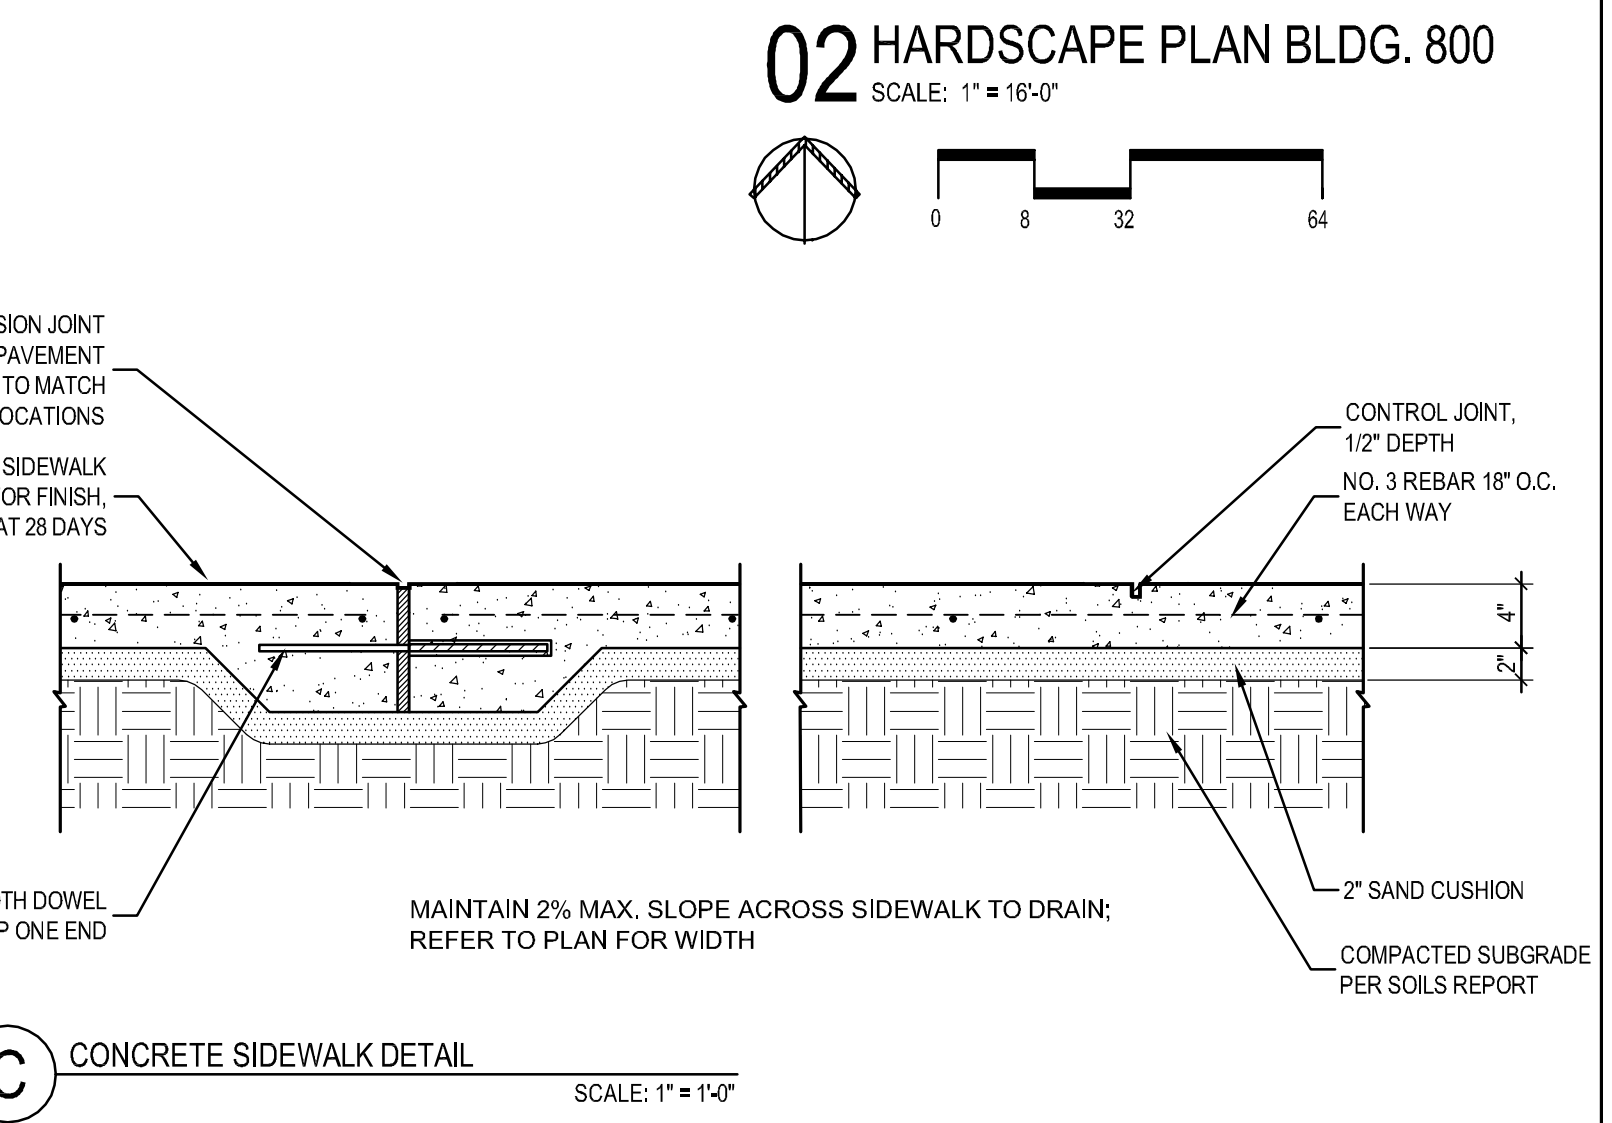 02 HARDSCAPE PLAN BLDG. 800
SCALE: 1" = 16'-0"
0 8 32 64
SION JOINT
PAVEMENT
TO MATCH
OCATIONS
SIDEWALK
OR FINISH,
AT 28 DAYS
CONTROL JOINT,
1/2" DEPTH
NO. 3 REBAR 18" O.C.
EACH WAY
4"
2"
TH DOWEL
P ONE END
MAINTAIN 2% MAX. SLOPE ACROSS SIDEWALK TO DRAIN;
REFER TO PLAN FOR WIDTH
2" SAND CUSHION
COMPACTED SUBGRADE
PER SOILS REPORT
C
CONCRETE SIDEWALK DETAIL
SCALE: 1" = 1'-0"